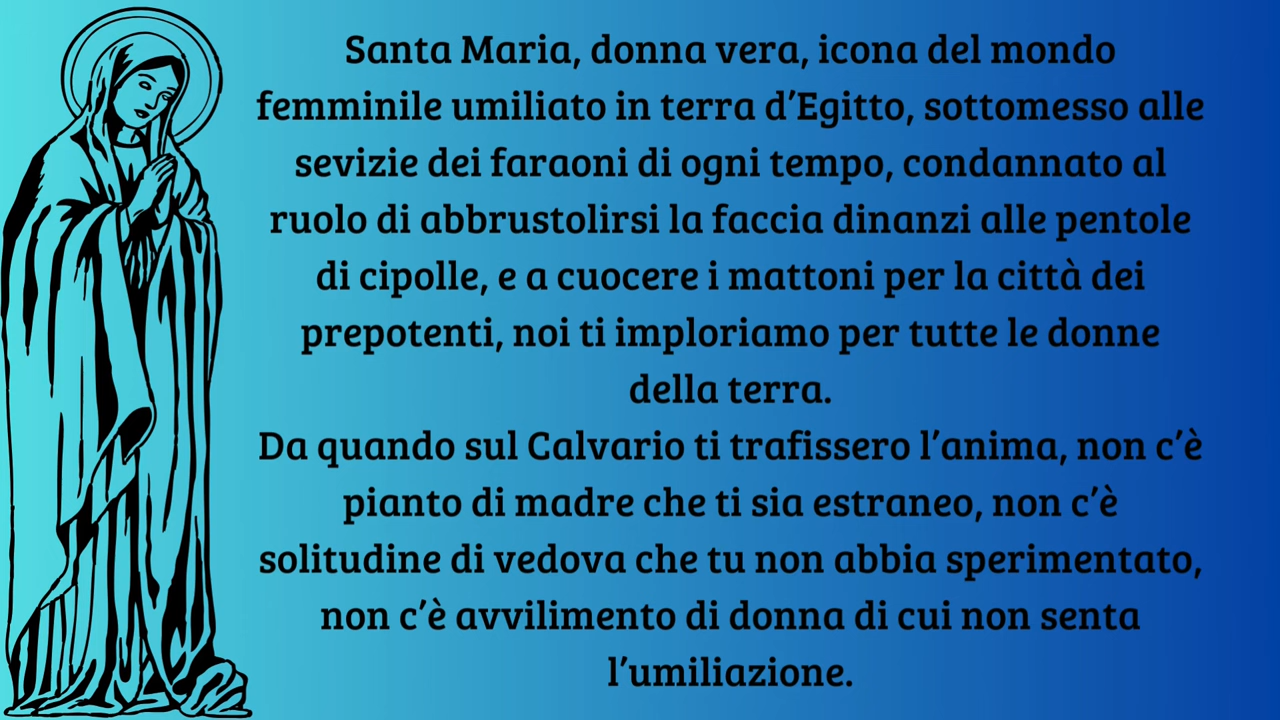 Santa Maria, donna vera, icona del mondo
femminile umiliato in terra d’Egitto, sottomesso alle
sevizie dei faraoni di ogni tempo, condannato al
ruolo di abbrustolirsi la faccia dinanzi alle pentole
di cipolle, e a cuocere i mattoni per la città dei
prepotenti, noi ti imploriamo per tutte le donne
della terra.
Da quando sul Calvario ti trafissero l’anima, non c’è
pianto di madre che ti sia estraneo, non c’è
solitudine di vedova che tu non abbia sperimentato,
non c’è avvilimento di donna di cui non senta
l’umiliazione.